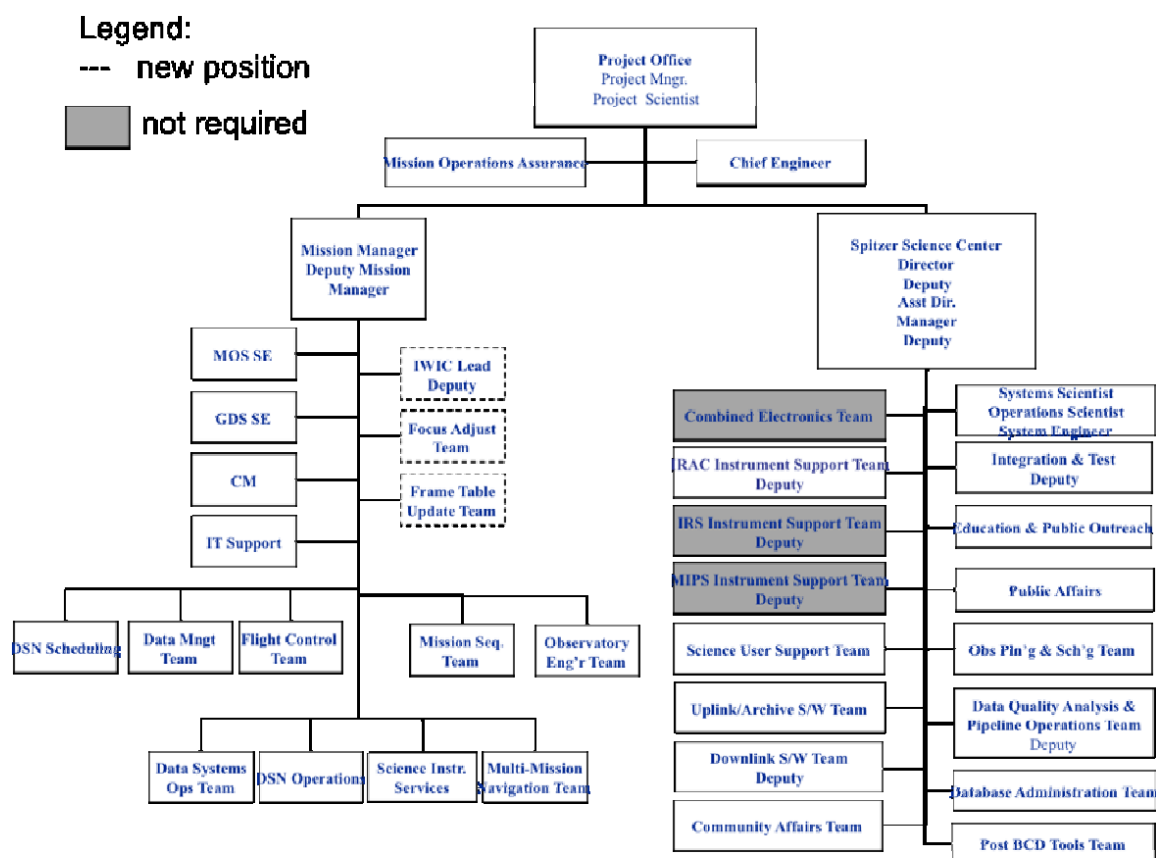 Legend:
--- new position
not required
Project Office
Project Mngr.
Project Scientist
Mission Operations Assurance
Chief Engineer
Mission Manager
Deputy Mission
Manager
Spitzer Science Center
Director
Deputy
Asst Dir.
Manager
Deputy
MOS SE
IWIC Lead
Deputy
GDS SE
Focus Adjust
Team
CM
Frame Table
Update Team
IT Support
DSN Scheduling
Data Mngt
Team
Flight Control
Team
Mission Seq.
Team
Observatory
Eng'r Team
Data Systems
Ops Team
DSN Operations
Science Instr.
Services
Multi-Mission
Navigation Team
Combined Electronics Team
Systems Scientist
Operations Scientist
System Engineer
IRAC Instrument Support Team
Deputy
Integration & Test
Deputy
IRS Instrument Support Team
Deputy
Education & Public Outreach
MIPS Instrument Support Team
Deputy
Public Affairs
Science User Support Team
Obs Pln'g & Sch'g Team
Uplink/Archive S/W Team
Data Quality Analysis &
Pipeline Operations Team
Deputy
Downlink S/W Team
Deputy
Database Administration Team
Community Affairs Team
Post BCD Tools Team